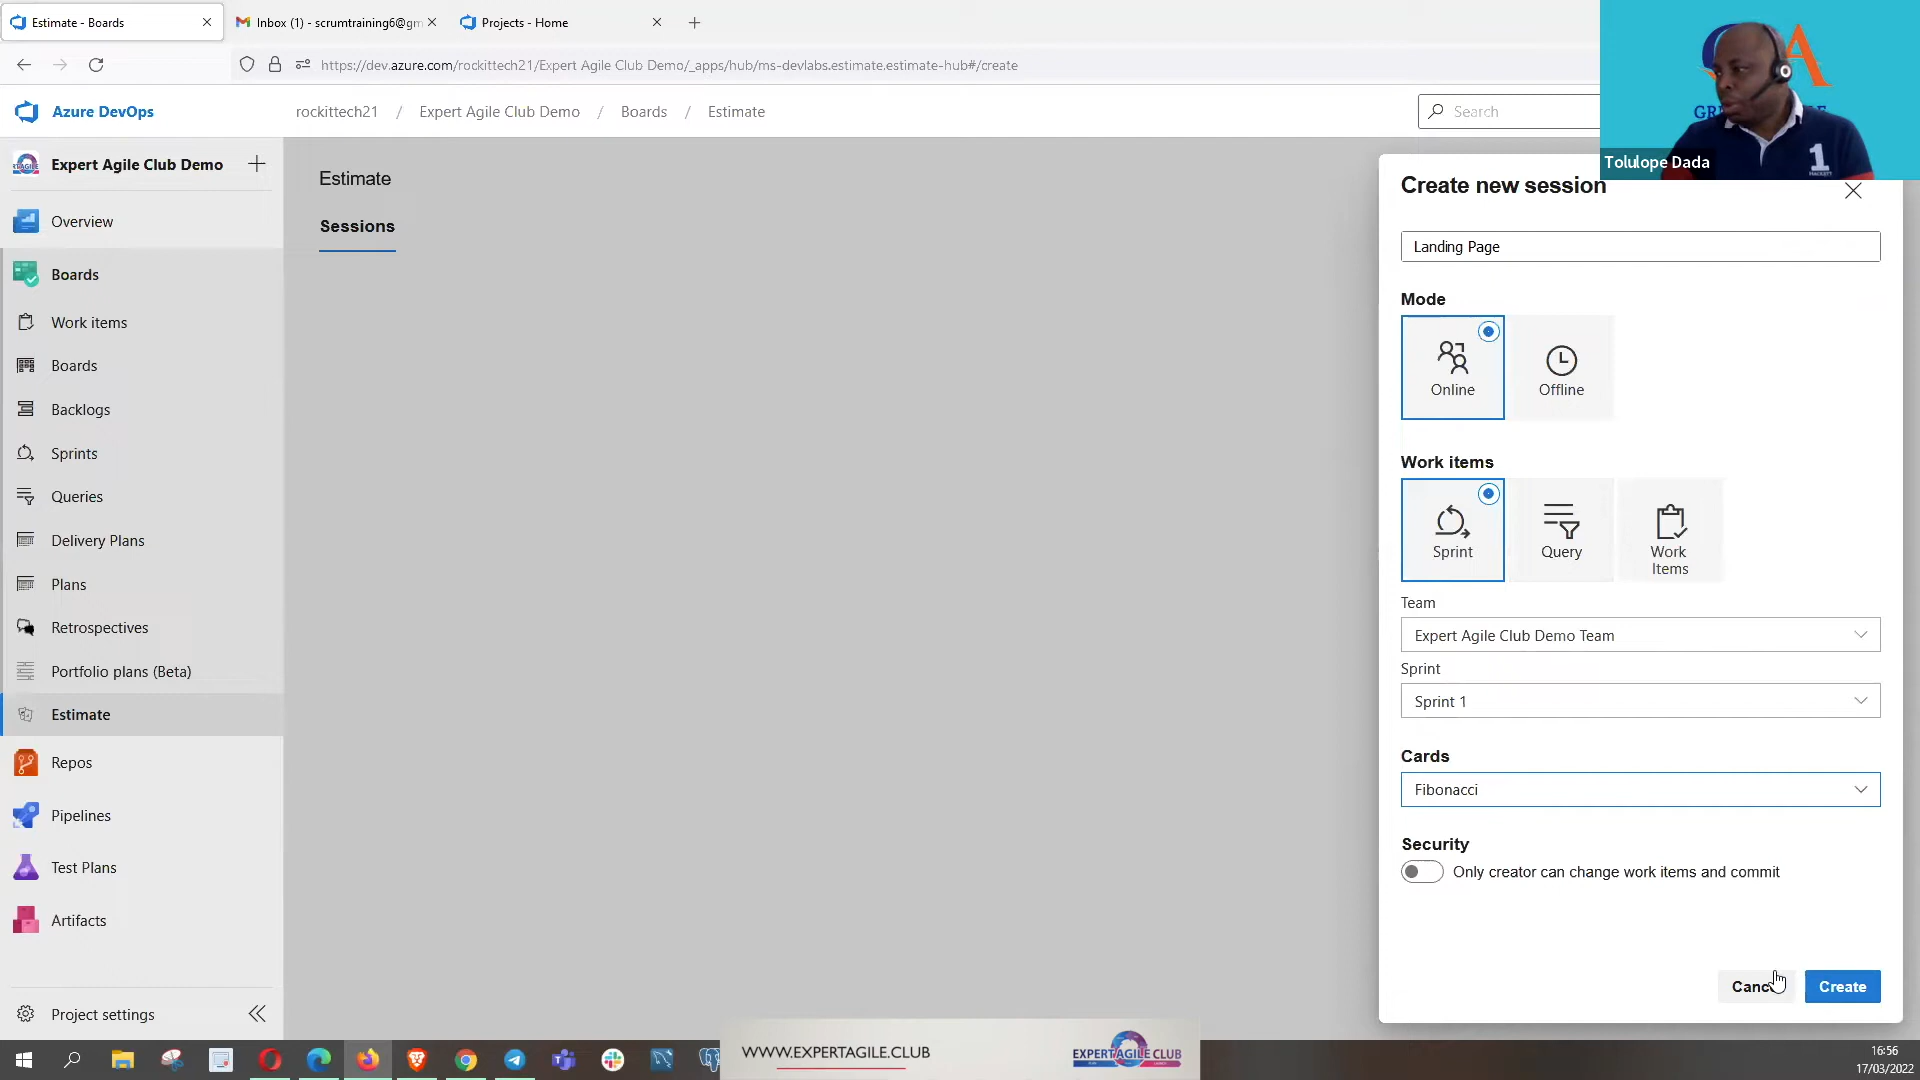 Estimate - Boards
Inbox (1) - scrumtraining6@gm
Projects - Home
https://dev.azure.com/rockittech21/Expert Agile Club Demo/_apps/hub/ms-devlabs.estimate.estimate-hub#/create
Azure DevOps
rockittech21 / Expert Agile Club Demo / Boards / Estimate
Search
Tolulope Dada
Expert Agile Club Demo
Overview
Boards
Work items
Boards
Backlogs
Sprints
Queries
Delivery Plans
Plans
Retrospectives
Portfolio plans (Beta)
Estimate
Repos
Pipelines
Test Plans
Artifacts
Project settings
Estimate
Sessions
Create new session
Landing Page
Mode
Online
Offline
Work items
Sprint
Query
Work
Items
Team
Expert Agile Club Demo Team
Sprint
Sprint 1
Cards
Fibonacci
Security
Only creator can change work items and commit
Create
WWW.EXPERTAGILE.CLUB
EXPERTAGILE CLUB
16:56
17/03/2022